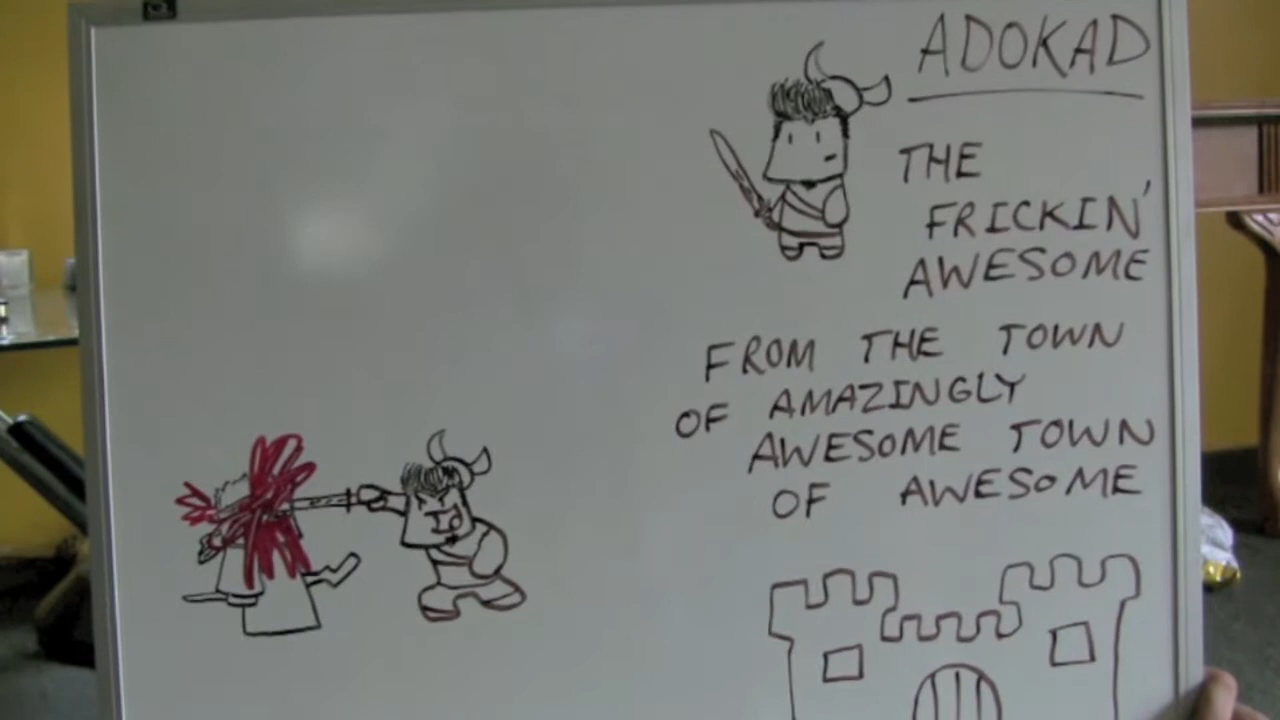 ADOKAD
THE
FRICKIN'
AWESOME
FROM THE TOWN
OF AMAZINGLY
AWESOME TOWN
OF AWESOME